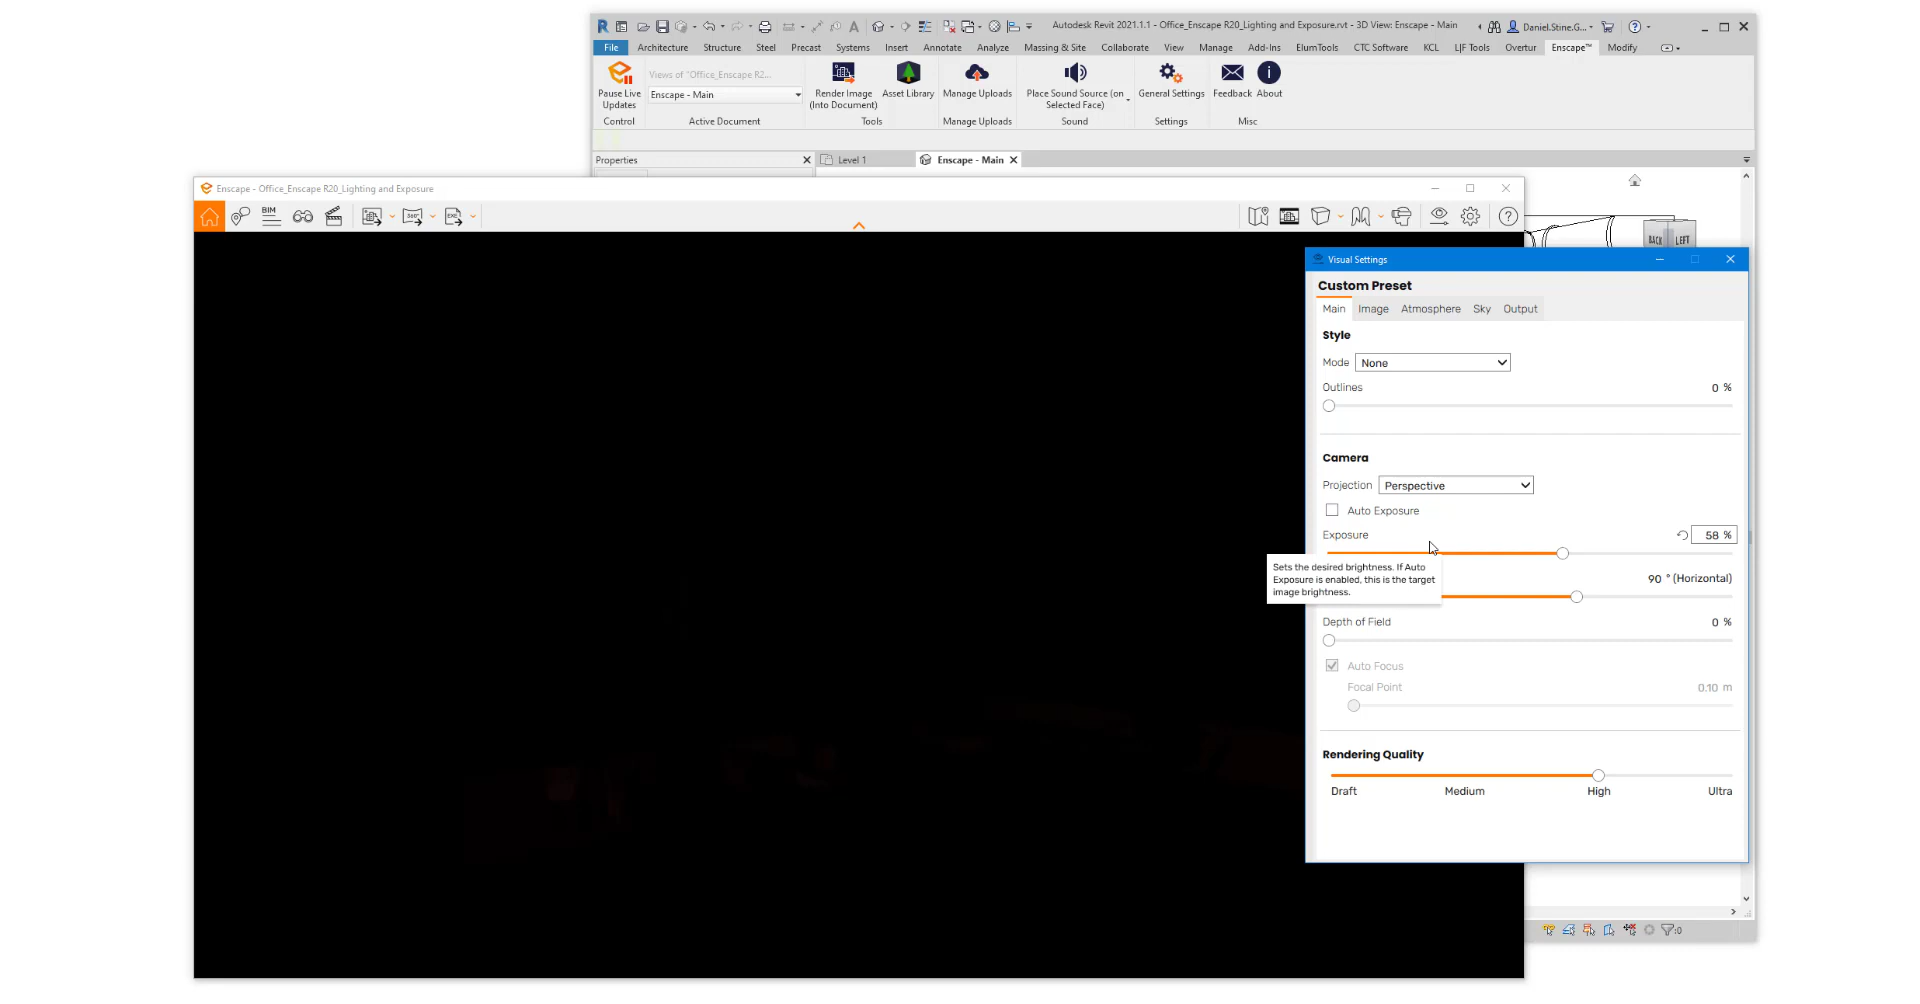 Autodesk Revit 2021.1.1 - Office_Enscape R20_Lighting and Exposure.rvt - 3D View: Enscape - Main
Daniel.Stine.G...
File Architecture Structure Steel Precast Systems Insert Annotate Analyze Massing & Site Collaborate View Manage Add-Ins ElumTools CTC Software KCL LJF Tools Overtur Enscape™ Modify
Views of "Office_Enscape R2...
Enscape - Main
Pause Live
Updates
Render Image
(Into Document)
Asset Library
Manage Uploads
Place Sound Source (on
Selected Face)
General Settings
Feedback
About
Control Active Document Tools Manage Uploads Sound Settings Misc
Properties
Level 1
Enscape - Main
BACK LEFT
Enscape - Office_Enscape R20_Lighting and Exposure
BIM
360°
EXE
Visual Settings
Custom Preset
Main Image Atmosphere Sky Output
Style
Mode None
Outlines 0 %
Camera
Projection Perspective
Auto Exposure
Exposure 58 %
Sets the desired brightness. If Auto
Exposure is enabled, this is the target
image brightness.
90 ° (Horizontal)
Depth of Field 0 %
Auto Focus
Focal Point 0.10 m
Rendering Quality
Draft Medium High Ultra
:0